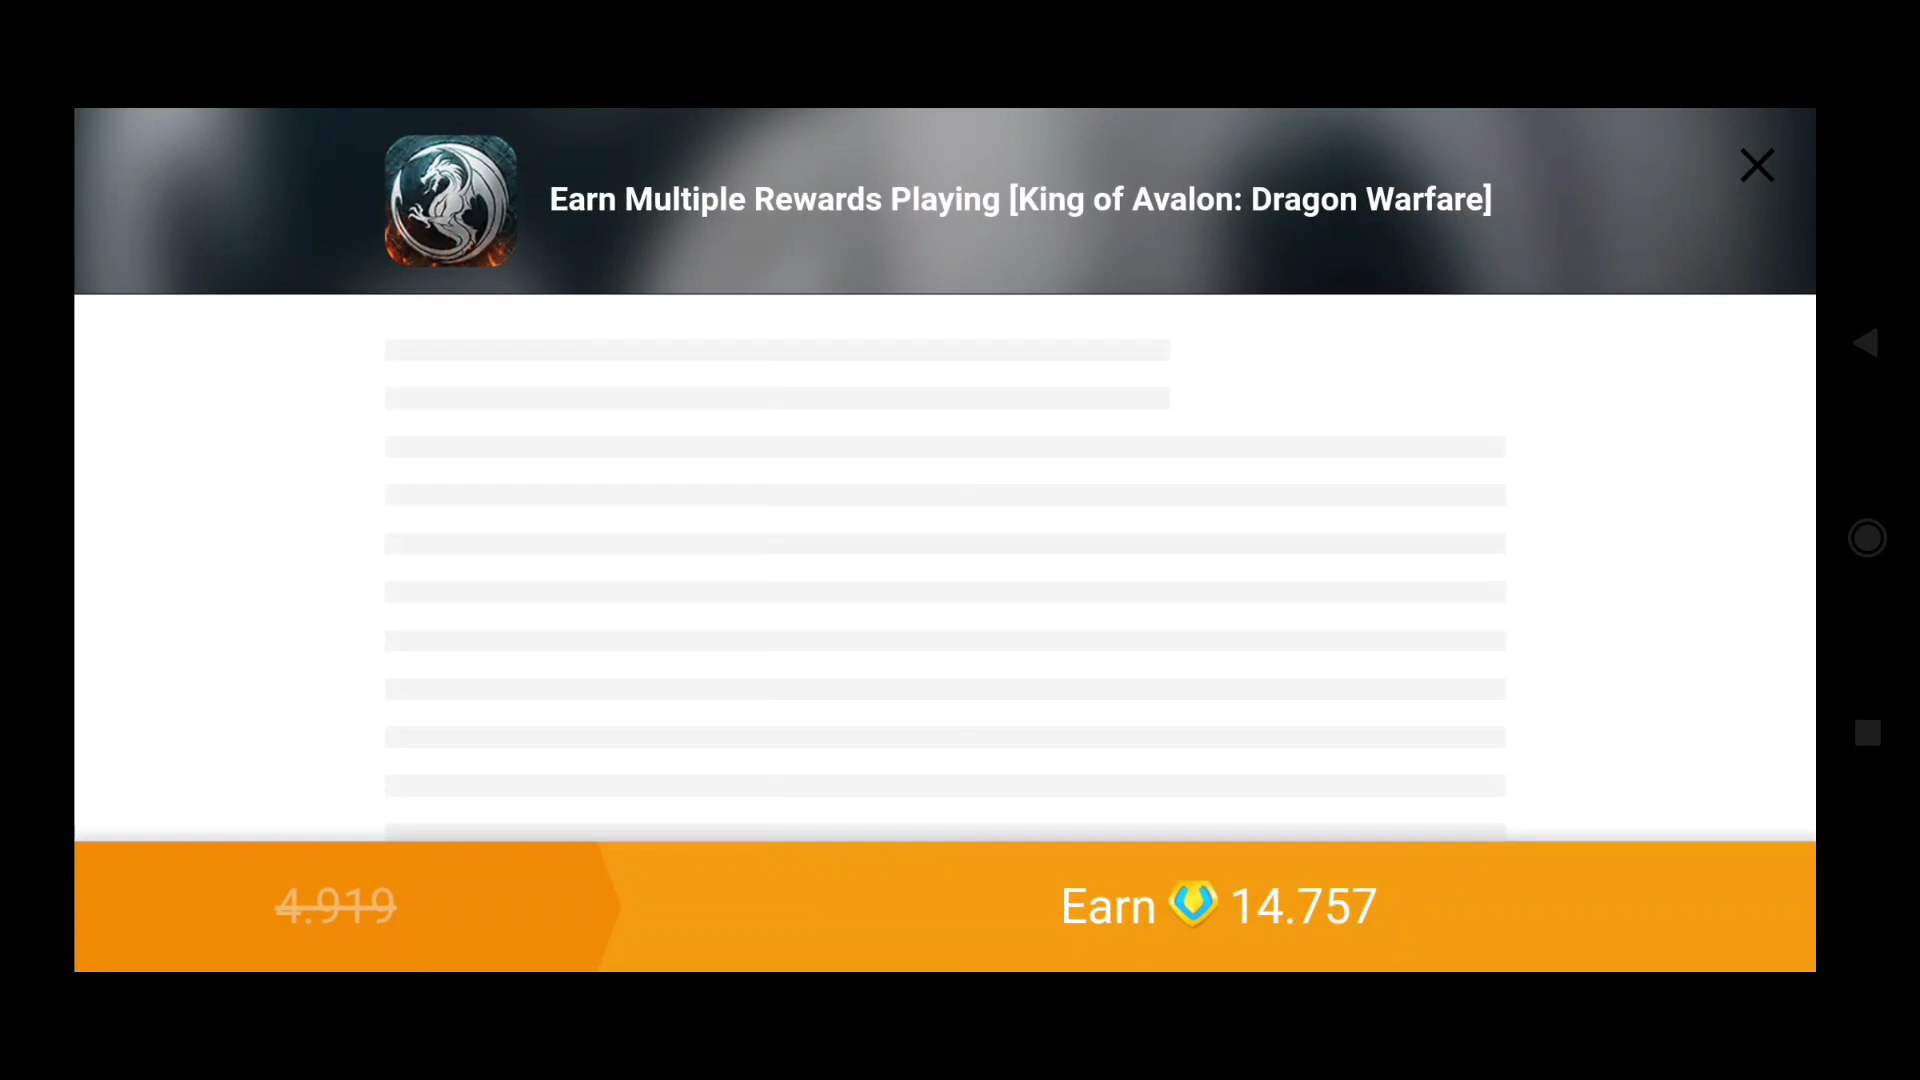 Earn Multiple Rewards Playing [King of Avalon: Dragon Warfare]
4.919
Earn 14.757